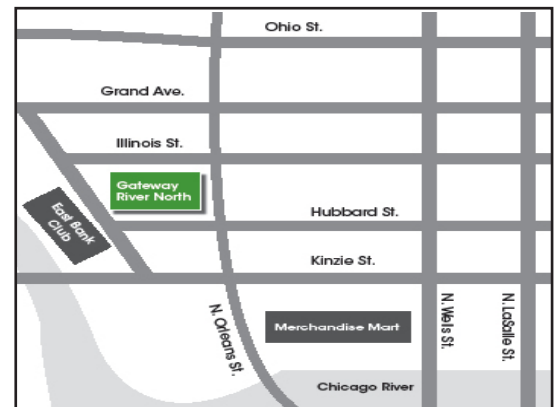 Ohio St.
Grand Ave.
Illinois St.
Gateway
River North
East Bank
Club
Hubbard St.
Kinzie St.
N. Orleans St.
Merchandise Mart
N. Wells St.
N. LaSalle St.
Chicago River